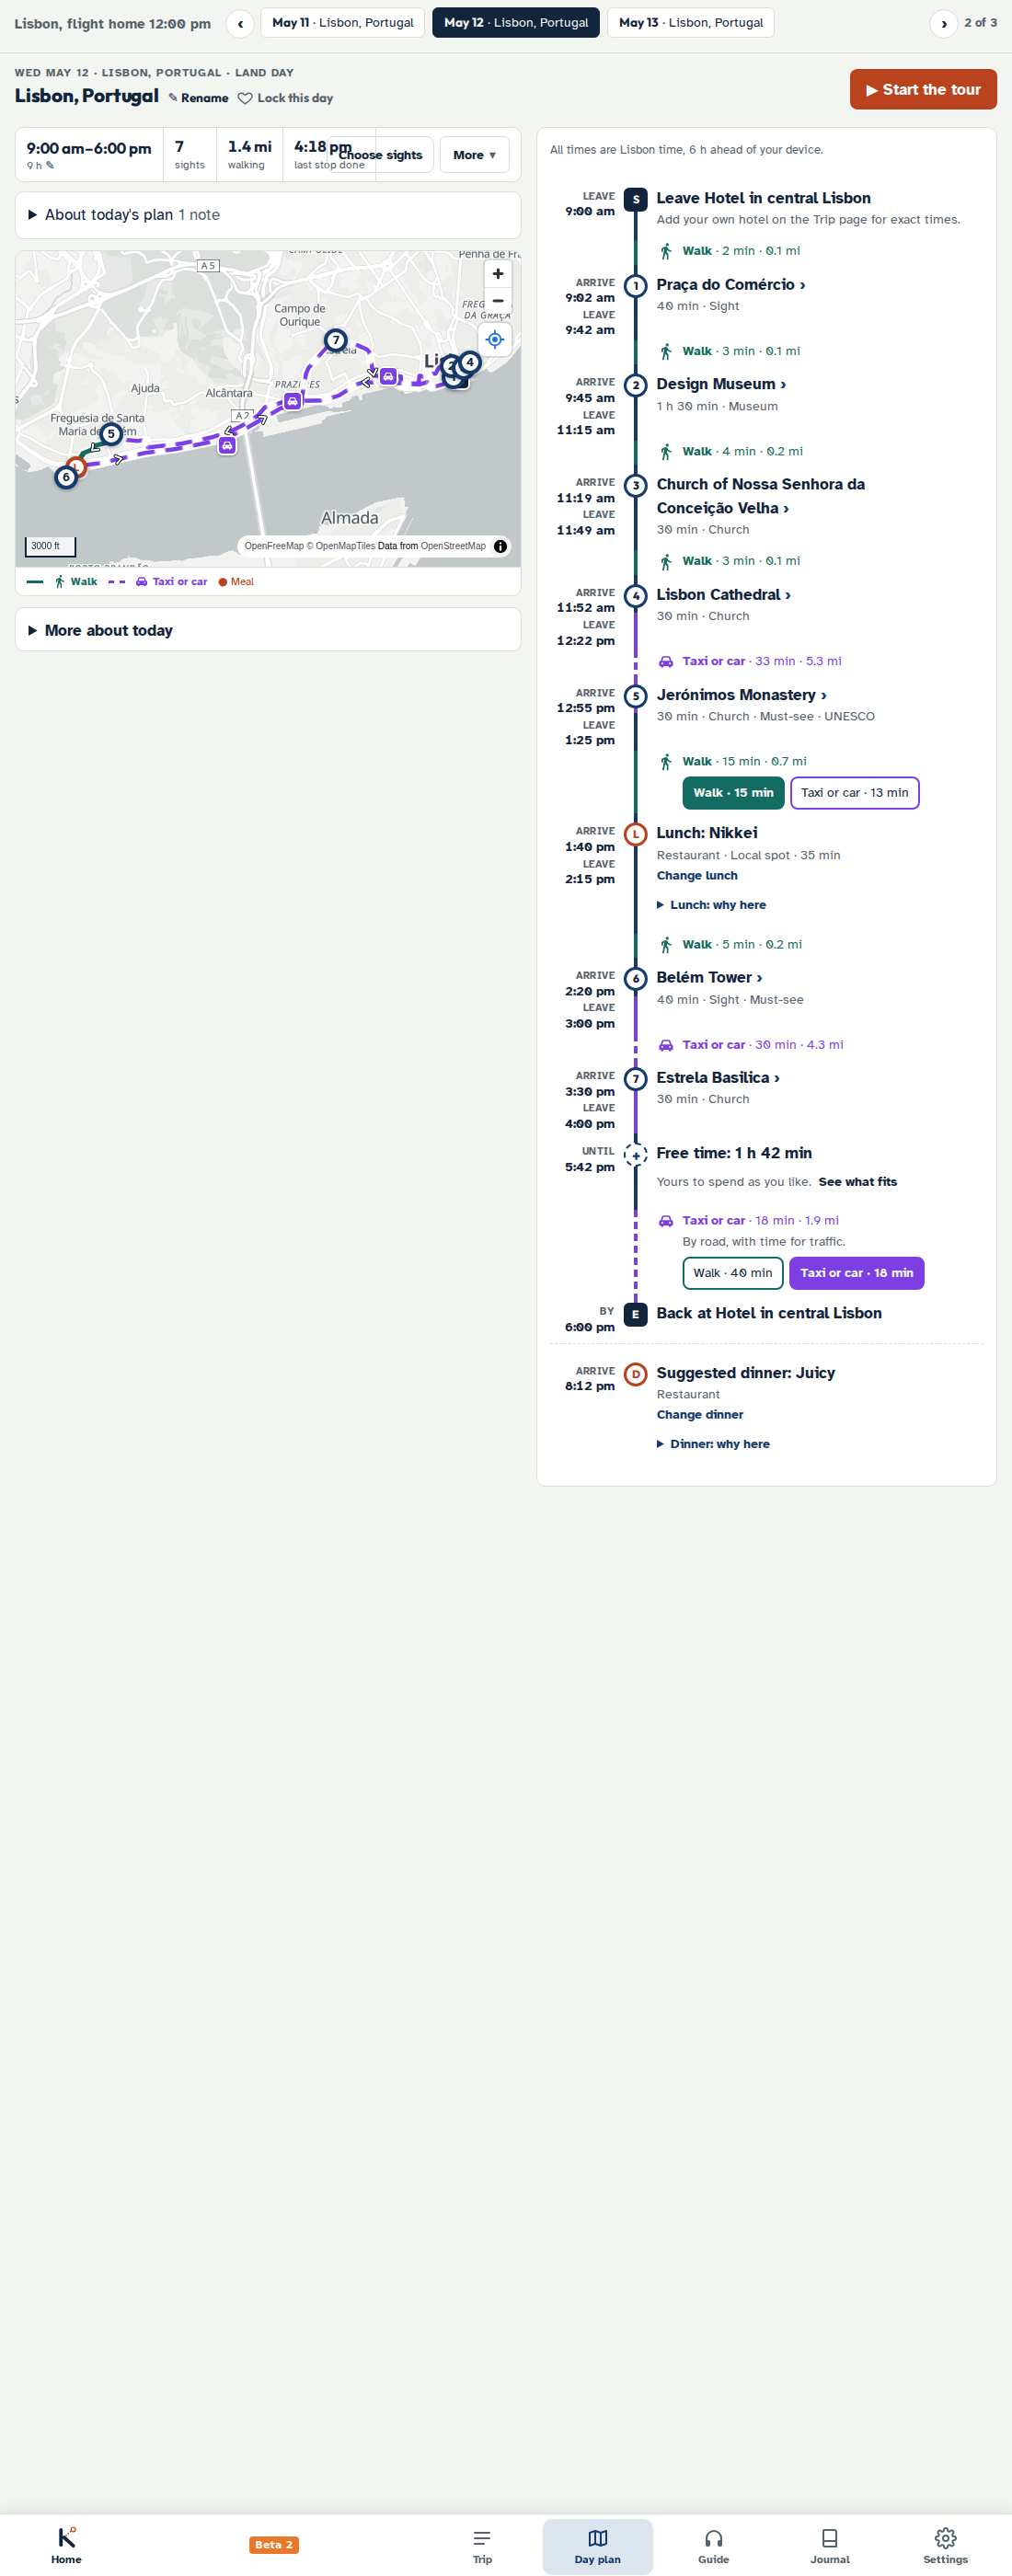 Lisbon, flight home 12:00 pm
‹
May 11 · Lisbon, Portugal
May 12 · Lisbon, Portugal
May 13 · Lisbon, Portugal
›
2 of 3
WED MAY 12 · LISBON, PORTUGAL · LAND DAY
Lisbon, Portugal ✎ Rename Lock this day
▶ Start the tour
9:00 am–6:00 pm
9 h ✎
7
sights
1.4 mi
walking
4:18 pm
last stop done
Choose sights
More ▼
▶ About today's plan 1 note
A 5
Campo de
Ourique
Ajuda
Alcântara
A 2
Freguesia de Santa
Almada
7
4
5
6
+
−
3000 ft
OpenFreeMap © OpenMapTiles Data from OpenStreetMap
Walk
Taxi or car
Meal
▶ More about today
All times are Lisbon time, 6 h ahead of your device.
LEAVE
9:00 am
S
Leave Hotel in central Lisbon
Add your own hotel on the Trip page for exact times.
Walk · 2 min · 0.1 mi
ARRIVE
9:02 am
LEAVE
9:42 am
1
Praça do Comércio ›
40 min · Sight
Walk · 3 min · 0.1 mi
ARRIVE
9:45 am
LEAVE
11:15 am
2
Design Museum ›
1 h 30 min · Museum
Walk · 4 min · 0.2 mi
ARRIVE
11:19 am
LEAVE
11:49 am
3
Church of Nossa Senhora da
Conceição Velha ›
30 min · Church
Walk · 3 min · 0.1 mi
ARRIVE
11:52 am
LEAVE
12:22 pm
4
Lisbon Cathedral ›
30 min · Church
Taxi or car · 33 min · 5.3 mi
ARRIVE
12:55 pm
LEAVE
1:25 pm
5
Jerónimos Monastery ›
30 min · Church · Must-see · UNESCO
Walk · 15 min · 0.7 mi
Walk · 15 min
Taxi or car · 13 min
ARRIVE
1:40 pm
LEAVE
2:15 pm
L
Lunch: Nikkei
Restaurant · Local spot · 35 min
Change lunch
▶ Lunch: why here
Walk · 5 min · 0.2 mi
ARRIVE
2:20 pm
LEAVE
3:00 pm
6
Belém Tower ›
40 min · Sight · Must-see
Taxi or car · 30 min · 4.3 mi
ARRIVE
3:30 pm
LEAVE
4:00 pm
7
Estrela Basilica ›
30 min · Church
UNTIL
5:42 pm
+
Free time: 1 h 42 min
Yours to spend as you like. See what fits
Taxi or car · 18 min · 1.9 mi
By road, with time for traffic.
Walk · 40 min
Taxi or car · 18 min
BY
6:00 pm
E
Back at Hotel in central Lisbon
ARRIVE
8:12 pm
D
Suggested dinner: Juicy
Restaurant
Change dinner
▶ Dinner: why here
Home
Beta 2
Trip
Day plan
Guide
Journal
Settings